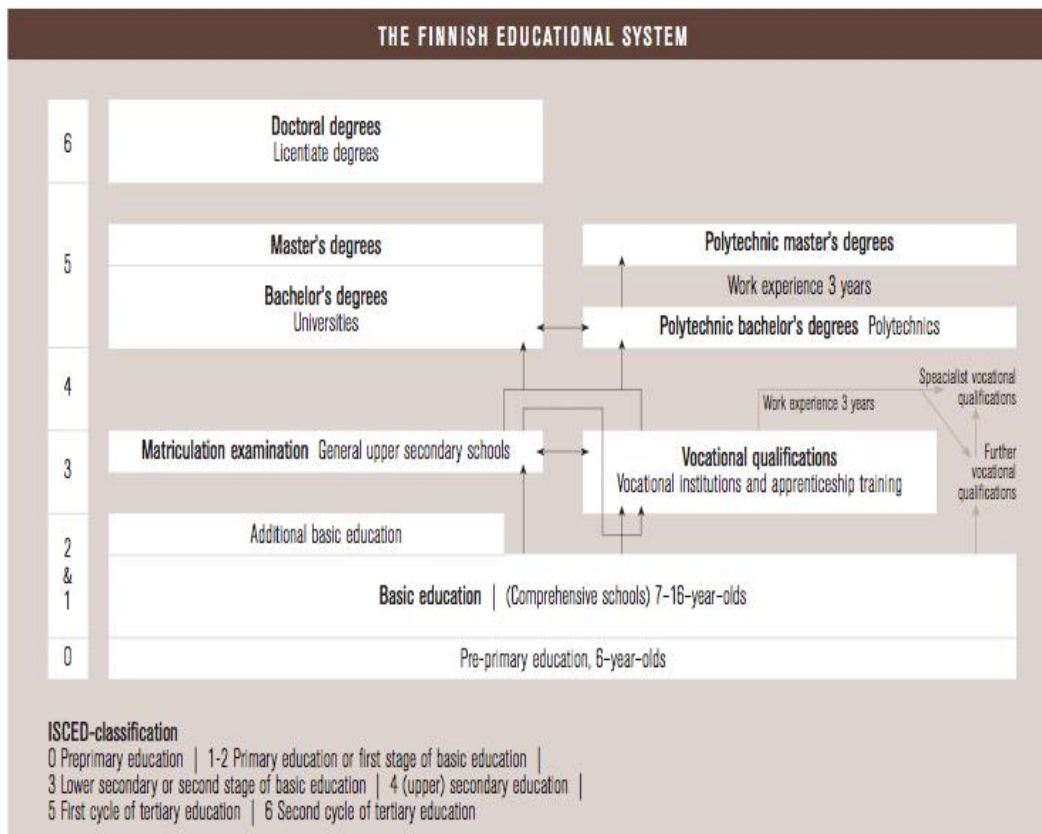 THE FINNISH EDUCATIONAL SYSTEM
6
Doctoral degrees
Licentiate degrees
5
Master's degrees
Polytechnic master's degrees
Bachelor's degrees
Universities
Work experience 3 years
Polytechnic bachelor's degrees Polytechnics
4
Speacialist vocational
qualifications
Work experience 3 years
3
Matriculation examination General upper secondary schools
Vocational qualifications
Vocational institutions and apprenticeship training
Further
vocational
qualifications
2
&
1
Additional basic education
Basic education | (Comprehensive schools) 7–16-year-olds
0
Pre-primary education, 6-year-olds
ISCED-classification
0 Preprimary education | 1-2 Primary education or first stage of basic education |
3 Lower secondary or second stage of basic education | 4 (upper) secondary education |
5 First cycle of tertiary education | 6 Second cycle of tertiary education